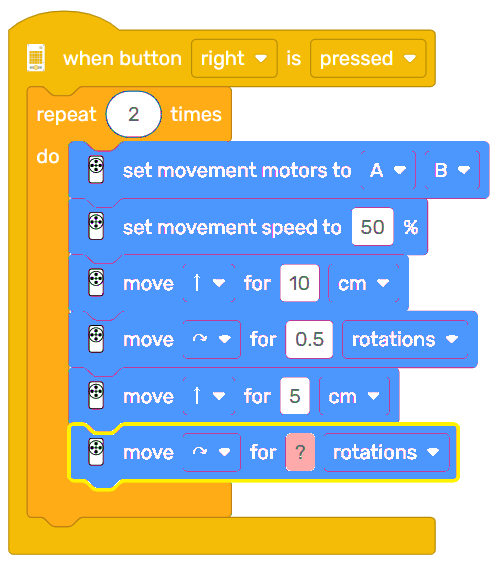 when button right is pressed
repeat 2 times
do
set movement motors to A B
set movement speed to 50 %
move ↑ for 10 cm
move ↷ for 0.5 rotations
move ↑ for 5 cm
move ↷ for ? rotations